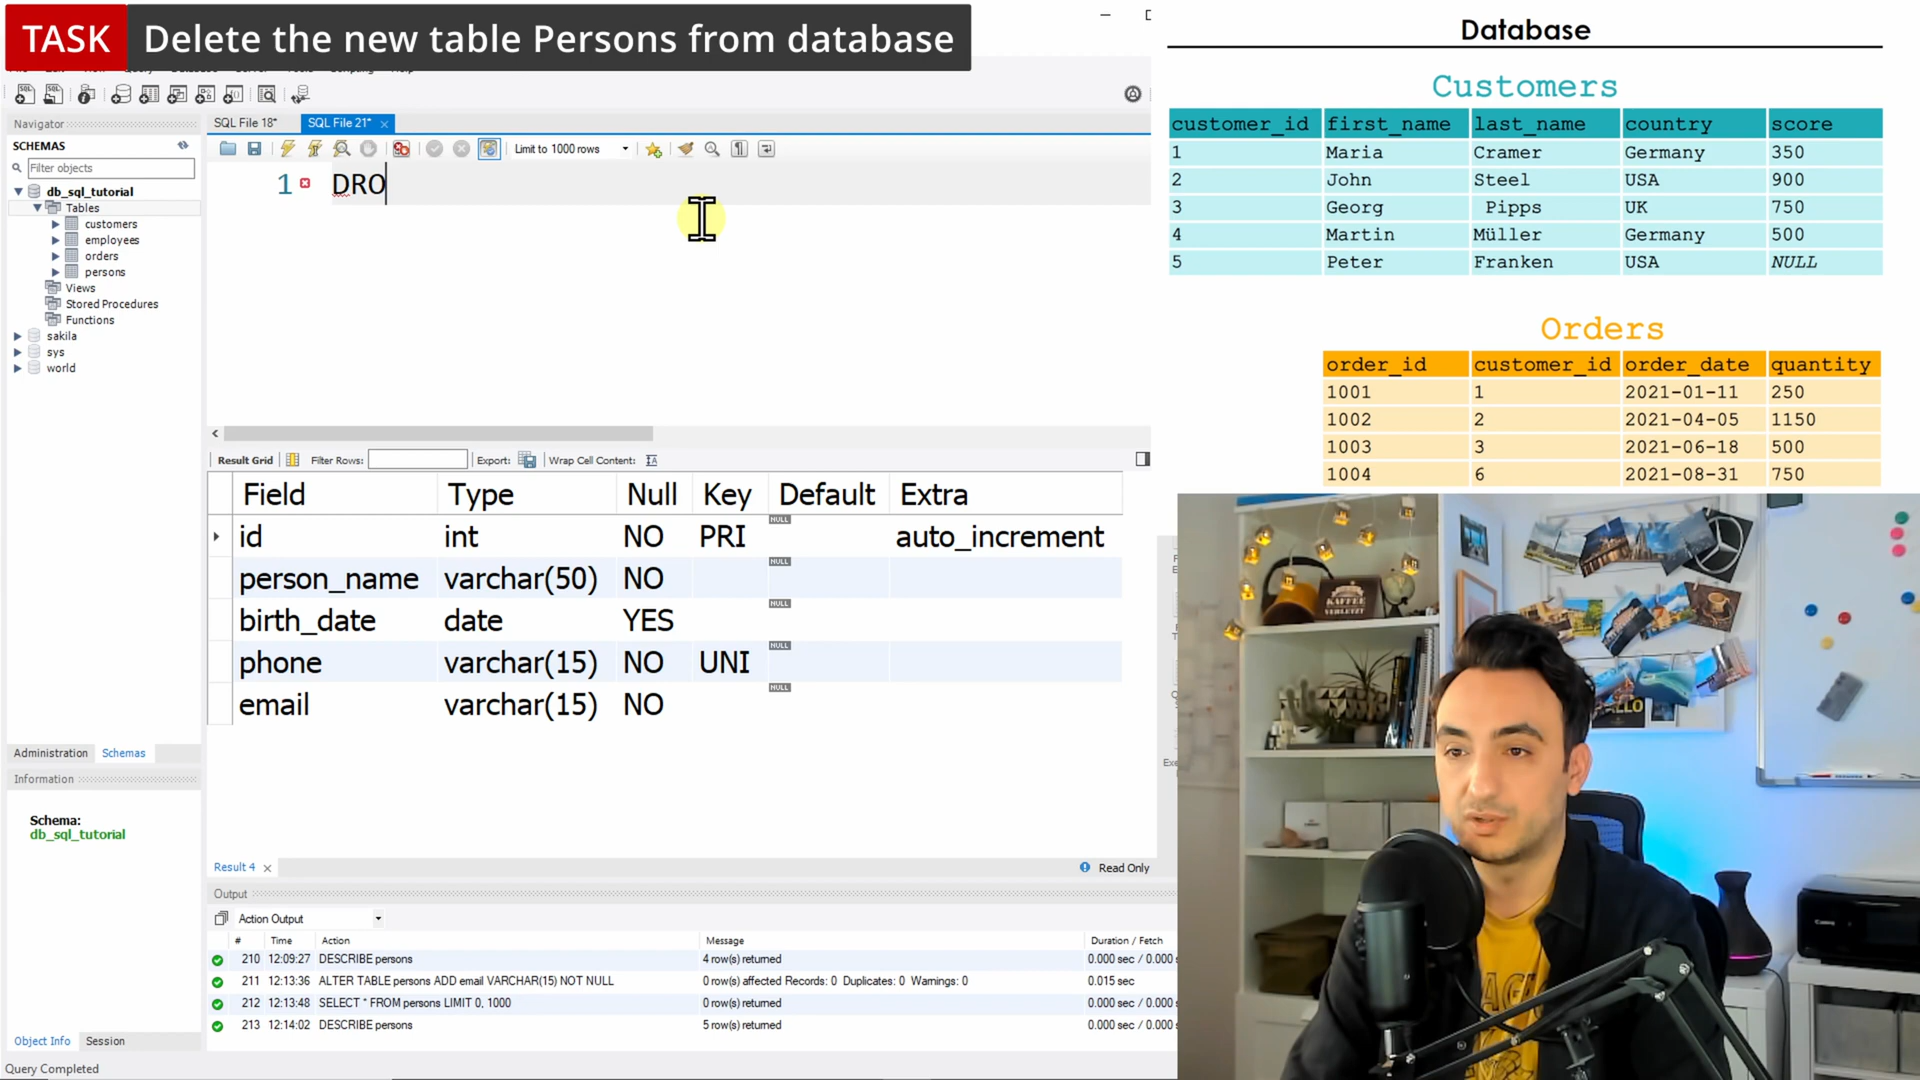 TASK Delete the new table Persons from database
Navigator
SCHEMAS
Filter objects
db_sql_tutorial
Tables
customers
employees
orders
persons
Views
Stored Procedures
Functions
sakila
sys
world
Administration Schemas
Information
Schema:
db_sql_tutorial
Object Info Session
Query Completed
SQL File 18* SQL File 21*
Limit to 1000 rows
1 DRO
Result Grid Filter Rows: Export: Wrap Cell Content:
Field Type Null Key Default Extra
id int NO PRI NULL auto_increment
person_name varchar(50) NO NULL
birth_date date YES NULL
phone varchar(15) NO UNI NULL
email varchar(15) NO NULL
Result 4 Read Only
Output
Action Output
# Time Action Message Duration / Fetch
210 12:09:27 DESCRIBE persons 4 row(s) returned 0.000 sec / 0.000
211 12:13:36 ALTER TABLE persons ADD email VARCHAR(15) NOT NULL 0 row(s) affected Records: 0 Duplicates: 0 Warnings: 0 0.015 sec
212 12:13:48 SELECT * FROM persons LIMIT 0, 1000 0 row(s) returned 0.000 sec / 0.000
213 12:14:02 DESCRIBE persons 5 row(s) returned 0.000 sec / 0.000
Database
Customers
customer_id first_name last_name country score
1 Maria Cramer Germany 350
2 John Steel USA 900
3 Georg Pipps UK 750
4 Martin Müller Germany 500
5 Peter Franken USA NULL
Orders
order_id customer_id order_date quantity
1001 1 2021-01-11 250
1002 2 2021-04-05 1150
1003 3 2021-06-18 500
1004 6 2021-08-31 750
KAFFEE
Canon